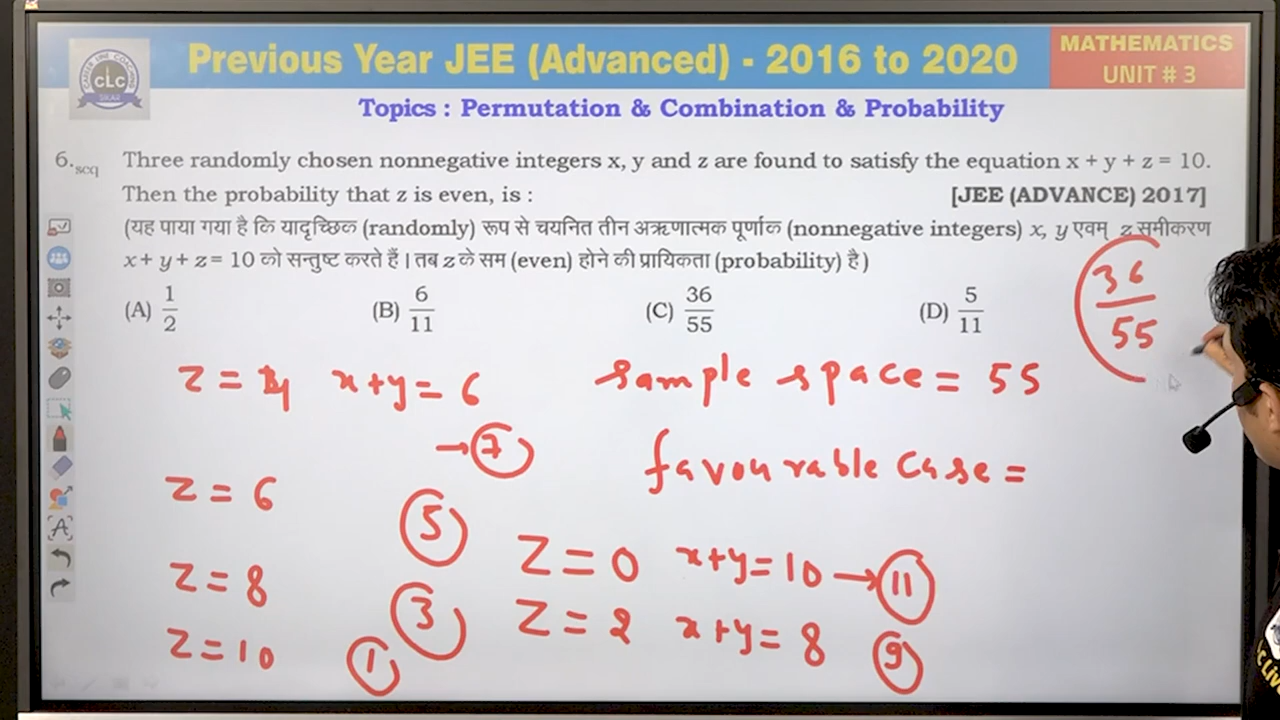 Previous Year JEE (Advanced) - 2016 to 2020
MATHEMATICS
UNIT # 3
CLC
SIKAR
Topics : Permutation & Combination & Probability
6. scq Three randomly chosen nonnegative integers x, y and z are found to satisfy the equation x + y + z = 10.
Then the probability that z is even, is : [JEE (ADVANCE) 2017]
(यह पाया गया है कि यादृच्छिक (randomly) रूप से चयनित तीन अऋणात्मक पूर्णाक (nonnegative integers) x, y एवम् z समीकरण
x + y + z = 10 को सन्तुष्ट करते हैं। तब z के सम (even) होने की प्रायिकता (probability) है)
(A) 1/2 (B) 6/11 (C) 36/55 (D) 5/11
36/55
z = 4 x+y = 6 sample space = 55
→ 7
favourable case =
z = 6 5
z = 0 x+y = 10 → 11
z = 8 3
z = 2 x+y = 8 9
z = 10 1